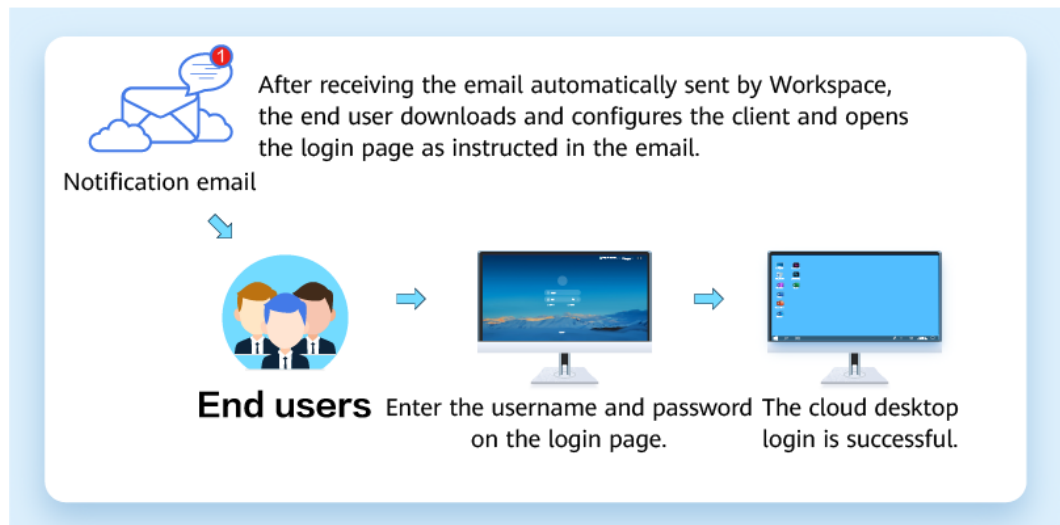 1
After receiving the email automatically sent by Workspace,
the end user downloads and configures the client and opens
the login page as instructed in the email.
Notification email
End users
Enter the username and password
on the login page.
The cloud desktop
login is successful.